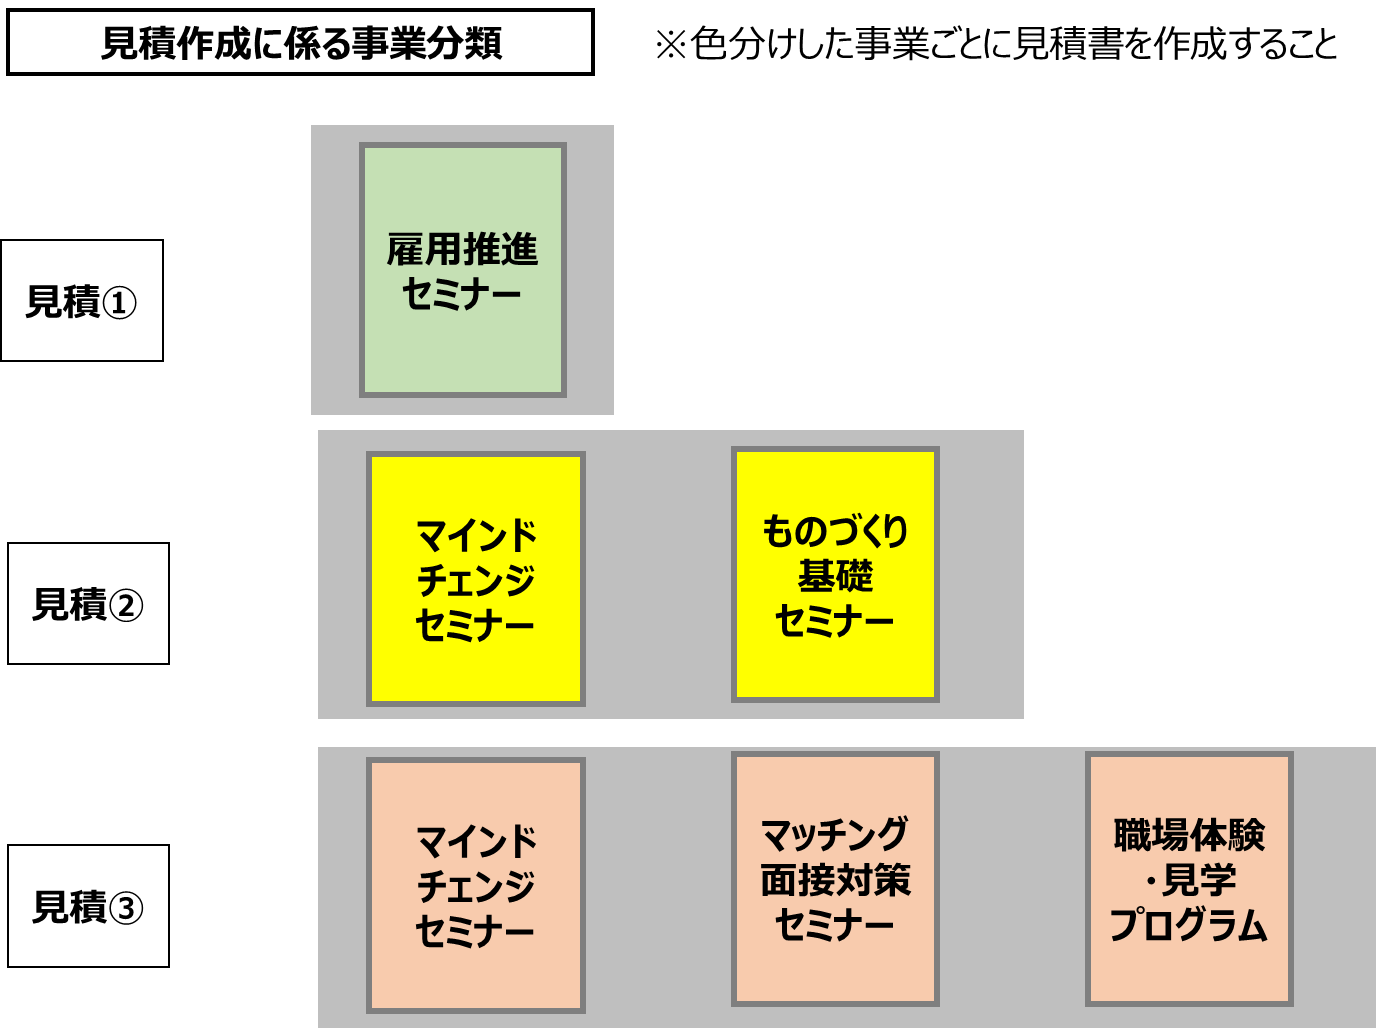 見積作成に係る事業分類
※色分けした事業ごとに見積書を作成すること
見積①
雇用推進
セミナー
見積②
マインド
チェンジ
セミナー
ものづくり
基礎
セミナー
見積③
マインド
チェンジ
セミナー
マッチング
面接対策
セミナー
職場体験
・見学
プログラム